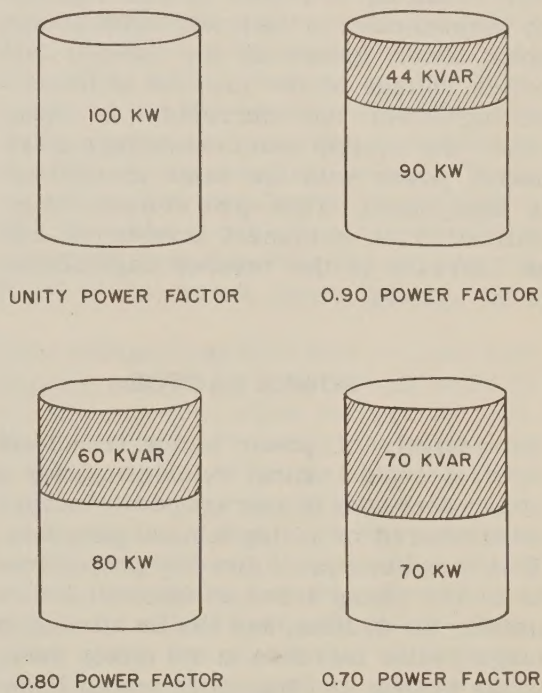 100 KW
UNITY POWER FACTOR
44 KVAR
90 KW
0.90 POWER FACTOR
60 KVAR
80 KW
0.80 POWER FACTOR
70 KVAR
70 KW
0.70 POWER FACTOR